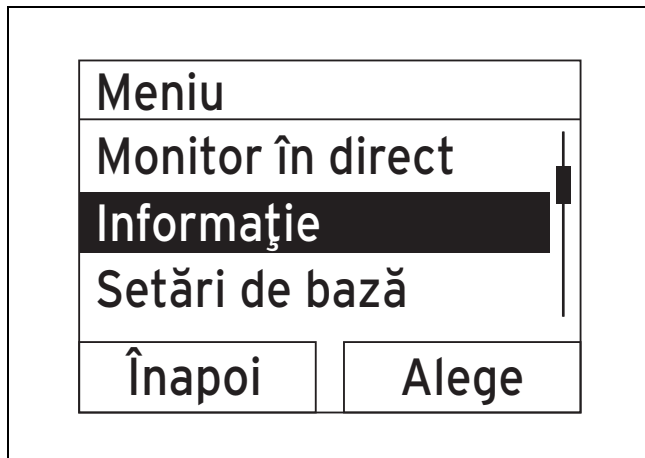 Meniu
Monitor în direct
Informaţie
Setări de bază
Înapoi Alege